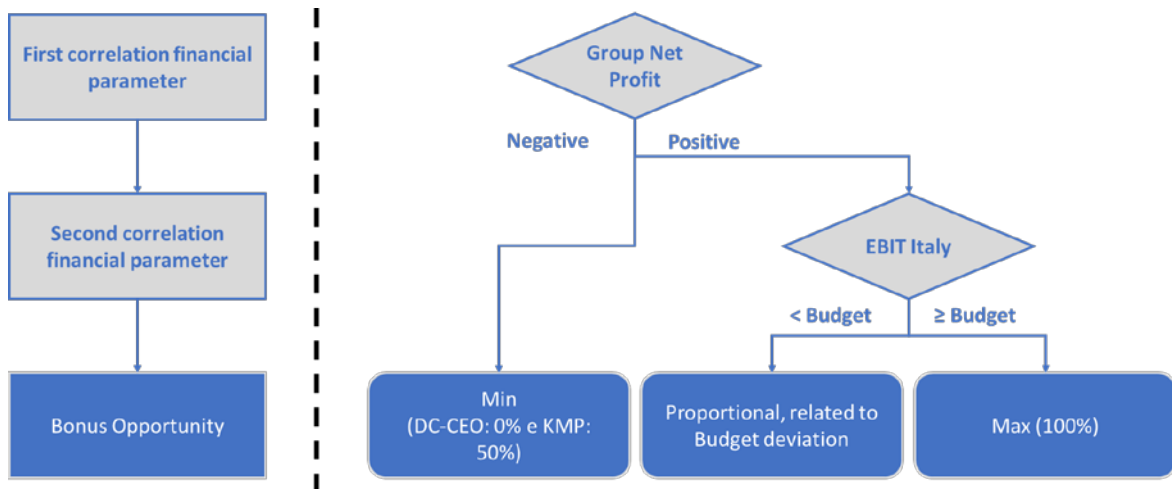 First correlation financial
parameter
Second correlation
financial parameter
Bonus Opportunity
Group Net
Profit
Negative
Positive
EBIT Italy
< Budget
≥ Budget
Min
(DC-CEO: 0% e KMP:
50%)
Proportional, related to
Budget deviation
Max (100%)